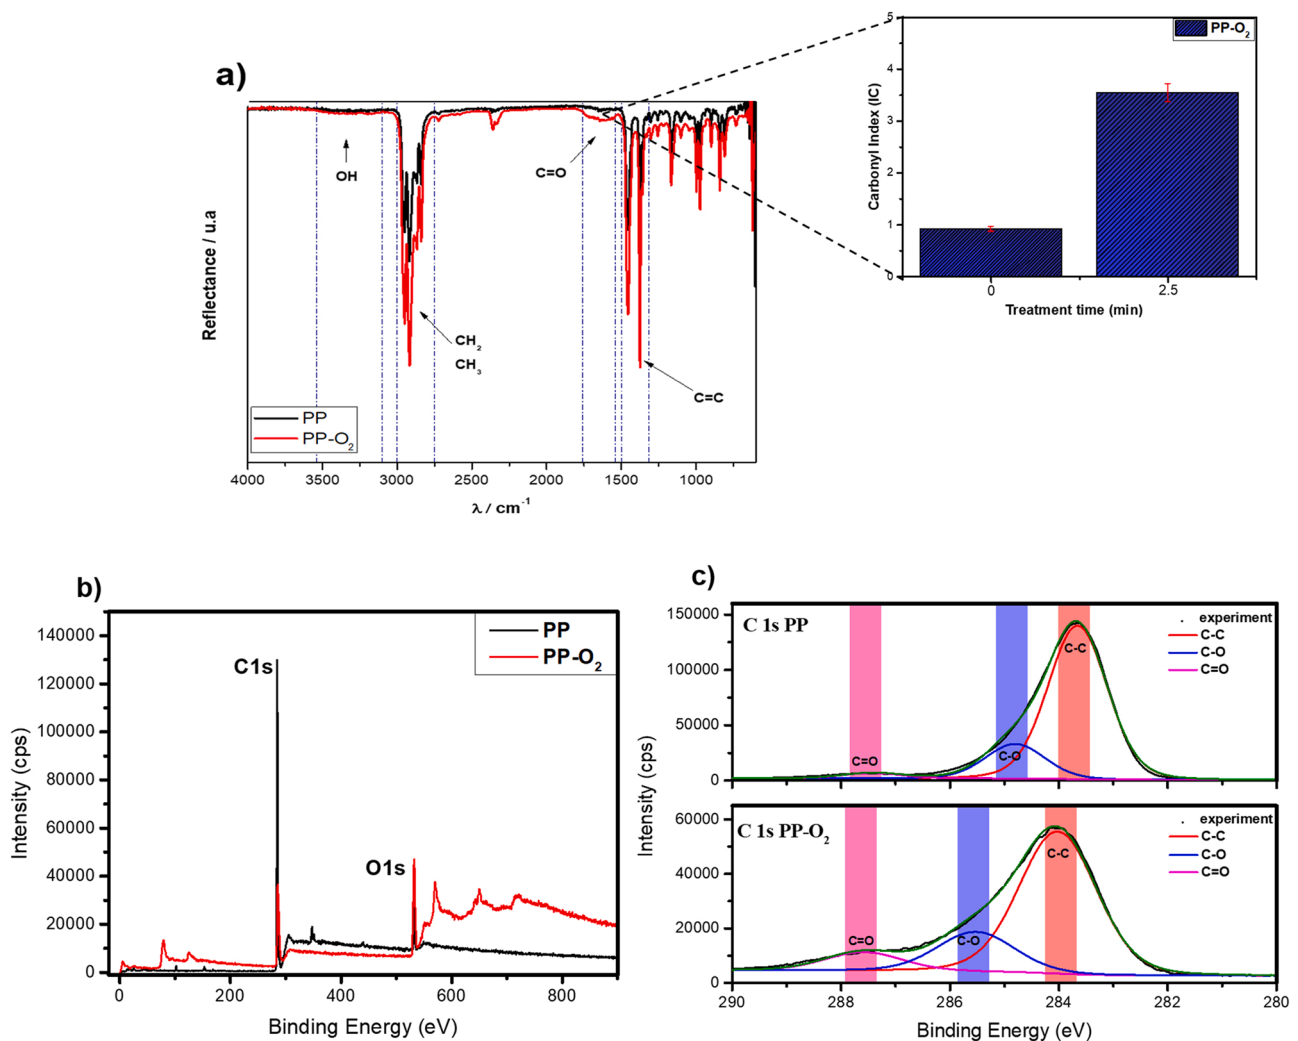 a)
Reflectance / u.a
OH
CH2
CH3
C=O
C=C
PP
PP-O2
4000 3500 3000 2500 2000 1500 1000
λ / cm-1
PP-O2
Carbonyl Index (IC)
5
4
3
2
1
0
0 2.5
Treatment time (min)
b)
Intensity (cps)
140000
120000
100000
80000
60000
40000
20000
0
C1s
O1s
PP
PP-O2
0 200 400 600 800
Binding Energy (eV)
c)
Intensity (cps)
150000
100000
50000
0
C 1s PP
C=O
C-O
C-C
experiment
C-C
C-O
C=O
60000
40000
20000
0
C 1s PP-O2
C=O
C-O
C-C
experiment
C-C
C-O
C=O
290 288 286 284 282 280
Binding Energy (eV)